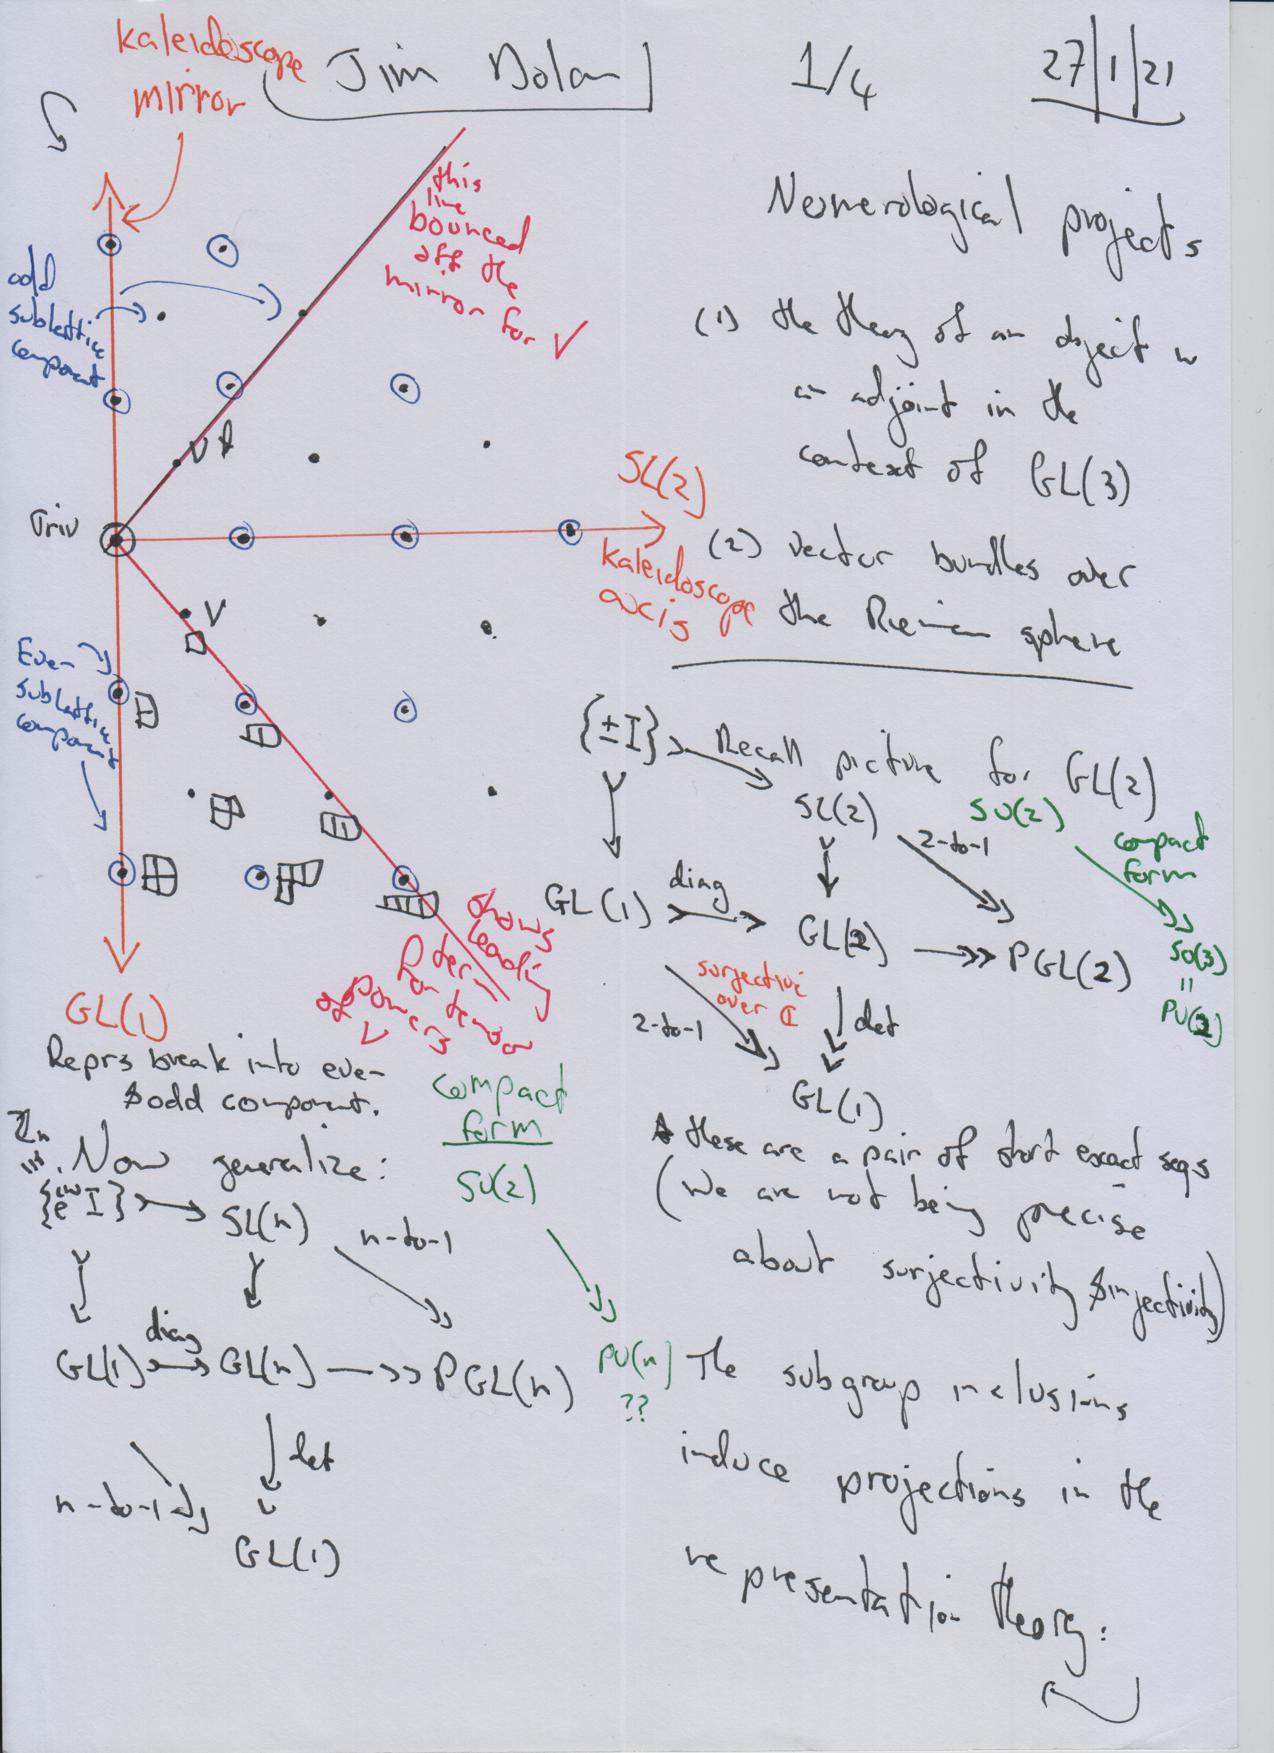 Jim Dolan
1/4
27/1/21
kaleidoscope
mirror
this
line
bounced
off the
mirror for V
odd
sublattice
component
V*
Triv
SL(2)
kaleidoscope
axis
V
Even
sublattice
component
shows
leading
term
for tensor
powers
of V
GL(1)
Reprs break into even
& odd component.
Numerological projects
(1) the theory of an object w
an adjoint in the
context of GL(3)
(2) vector bundles over
the Riemann sphere
Recall picture for GL(2)
{±I}
SL(2)
SU(2)
2-to-1
compact
form
GL(1)
diag
GL(2)
PGL(2)
SO(3)
=
PU(2)
surjective
over ℂ
2-to-1
det
GL(1)
these are a pair of short exact seqs
(we are not being precise
about surjectivity & injectivity)
The subgroup inclusions
induce projections in the
representation theory:
compact
form
SU(2)
PU(n)
??
Now generalize:
ℤn
{e^iω I}
SL(n)
n-to-1
GL(1)
diag
GL(n)
PGL(n)
det
n-to-1
GL(1)